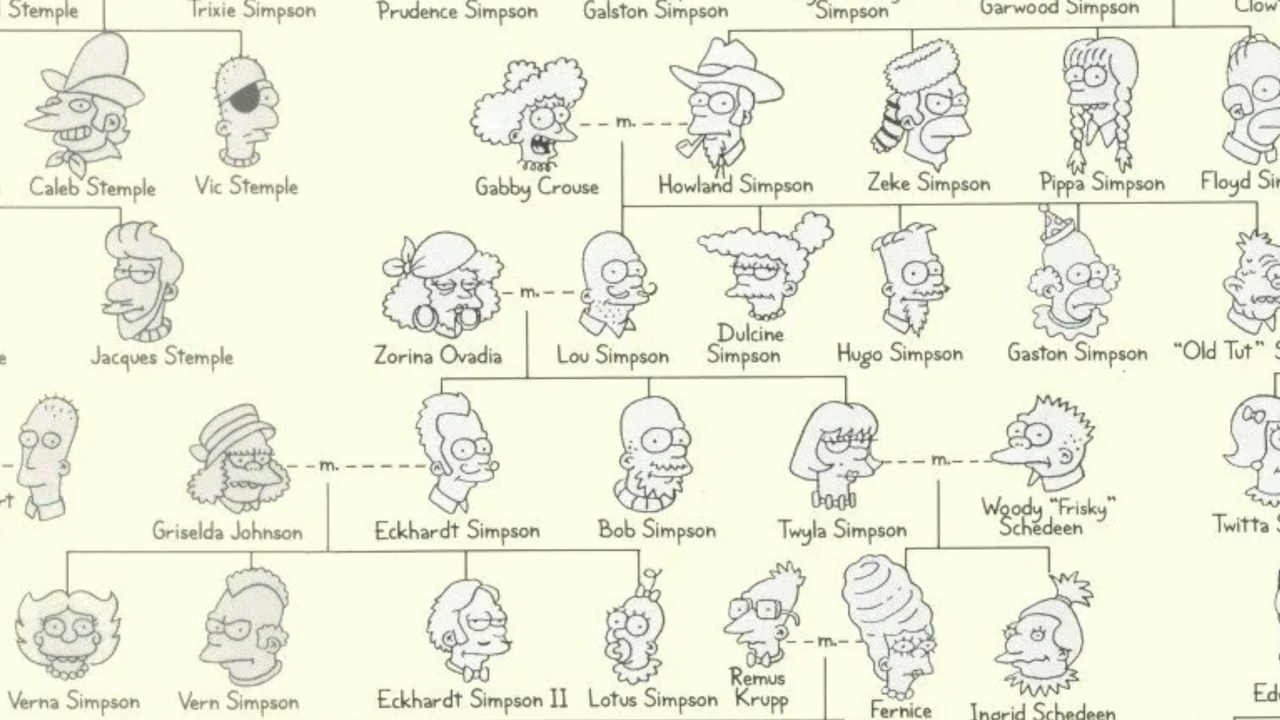 Stemple
Trixie Simpson
Prudence Simpson
Galston Simpson
Simpson
Garwood Simpson
m.
Caleb Stemple
Vic Stemple
Gabby Crouse
Howland Simpson
Zeke Simpson
Pippa Simpson
Floyd
m.
Jacques Stemple
Zorina Ovadia
Lou Simpson
Dulcine
Simpson
Hugo Simpson
Gaston Simpson
"Old Tut"
m.
m.
Griselda Johnson
Eckhardt Simpson
Bob Simpson
Twyla Simpson
Woody "Frisky"
Schedeen
Twitta
m.
Verna Simpson
Vern Simpson
Eckhardt Simpson II
Lotus Simpson
Remus
Krupp
Fernice
Ingrid Schedeen